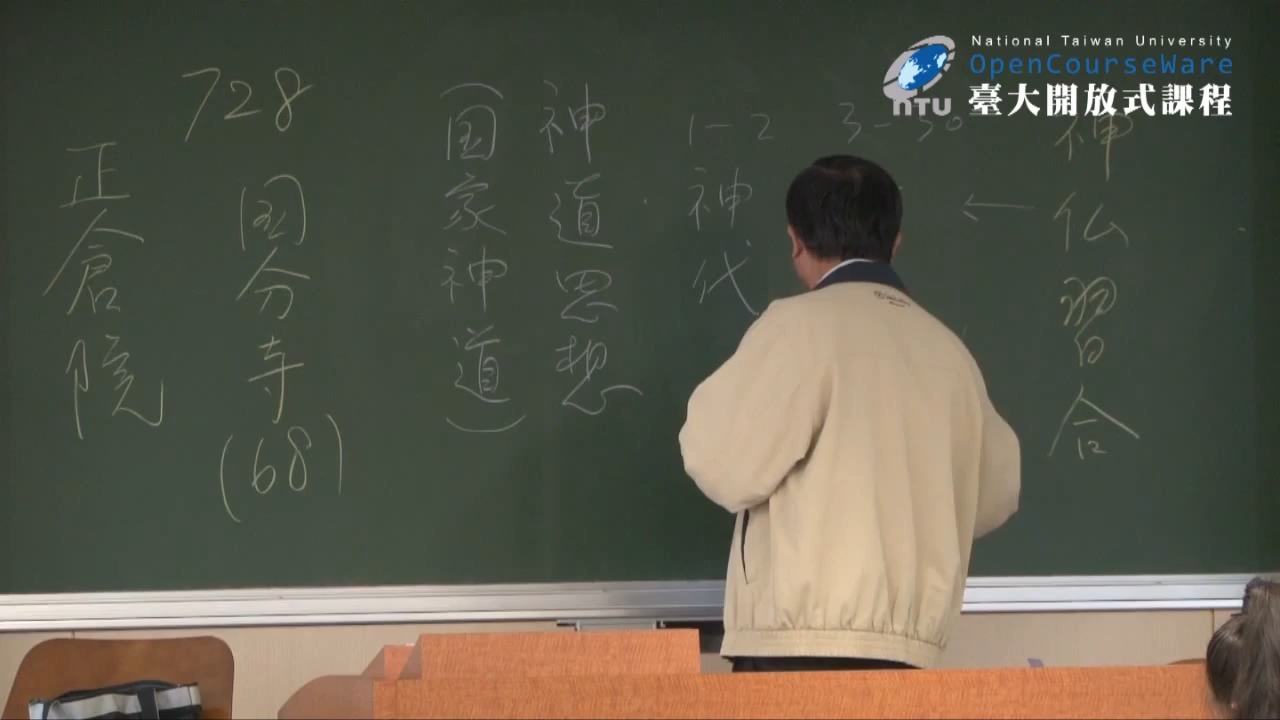 National Taiwan University
OpenCourseWare
臺大開放式課程
NTU
神仏習合
←
3-30
1-2
神代
神道思想
(国家神道)
728
国分寺
(68)
正倉院